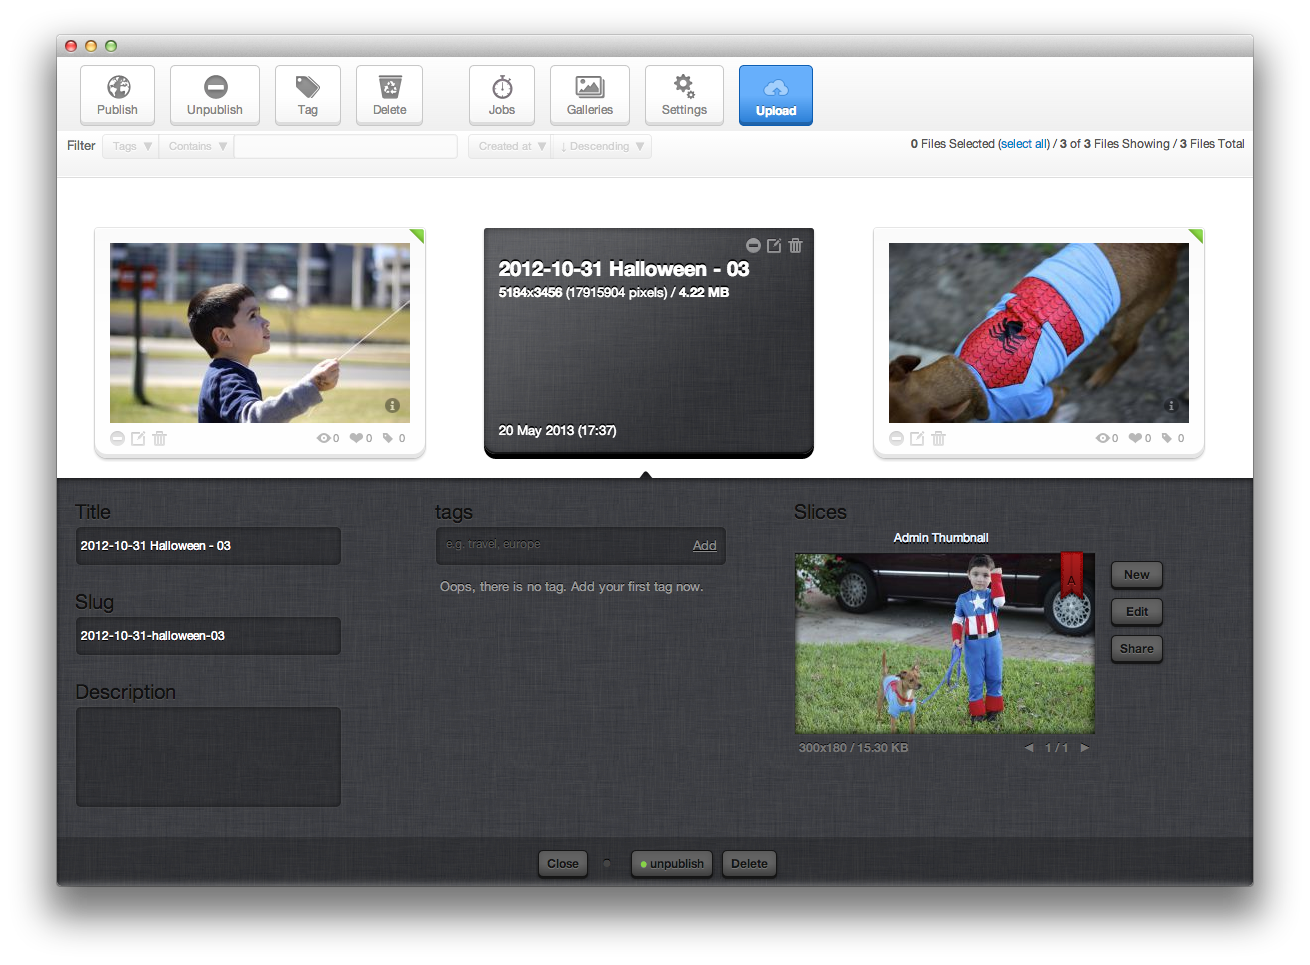 Publish
Unpublish
Tag
Delete
Jobs
Galleries
Settings
Upload
Filter Tags ▼ Contains ▼ Created at ▼ ↓ Descending ▼
0 Files Selected (select all) / 3 of 3 Files Showing / 3 Files Total
0 0 0
2012-10-31 Halloween - 03
5184x3456 (17915904 pixels) / 4.22 MB
20 May 2013 (17:37)
0 0 0
Title
2012-10-31 Halloween - 03
Slug
2012-10-31-halloween-03
Description
tags
e.g. travel, europe Add
Oops, there is no tag. Add your first tag now.
Slices
Admin Thumbnall
A
300x180 / 15.30 KB ◀ 1 / 1 ▶
New
Edit
Share
Close
unpublish
Delete